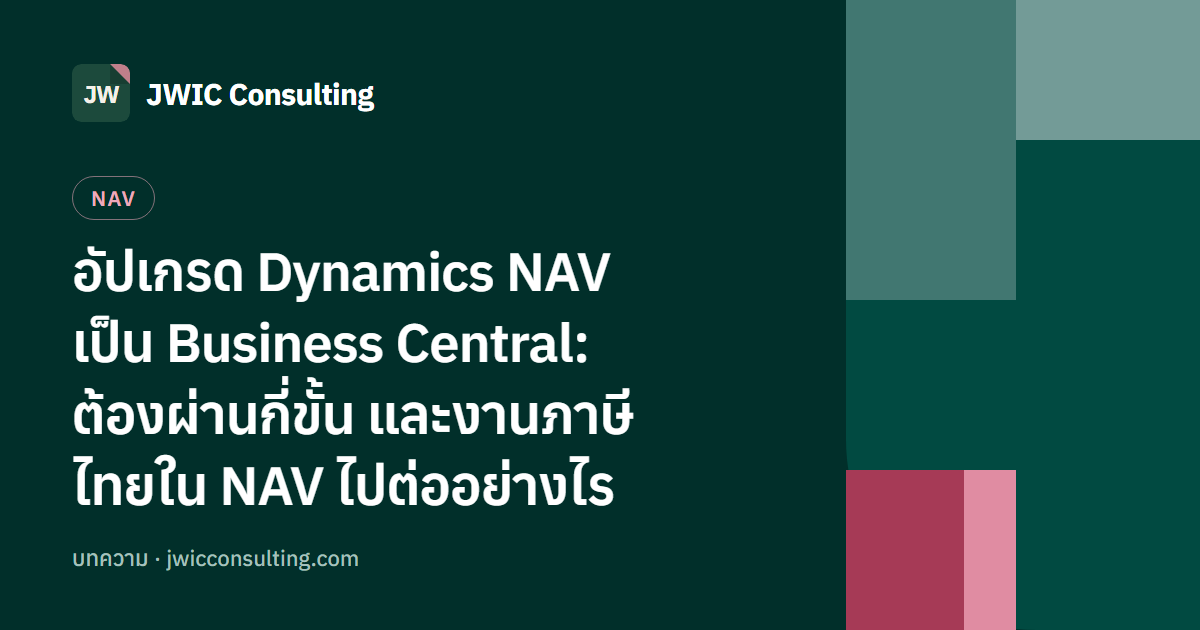 JW
JWIC Consulting
NAV
อัปเกรด Dynamics NAV
เป็น Business Central:
ต้องผ่านกี่ขั้น และงานภาษี
ไทยใน NAV ไปต่ออย่างไร
บทความ · jwicconsulting.com